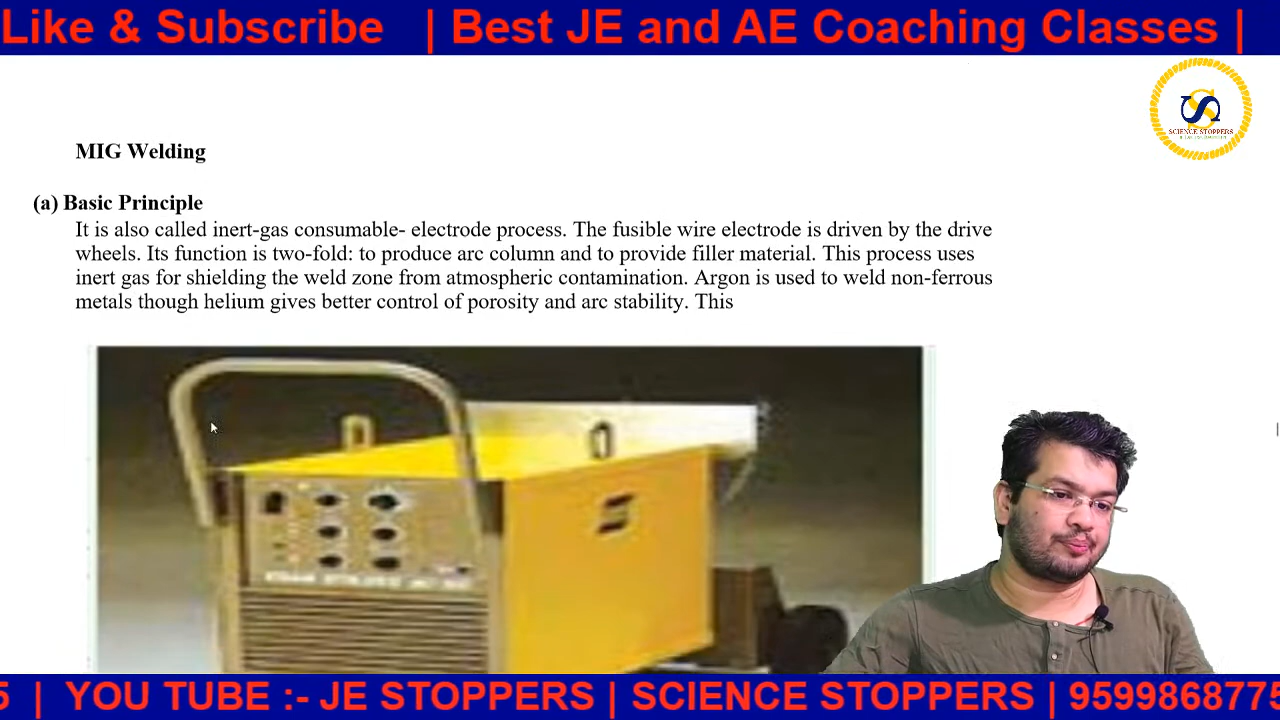 Like & Subscribe | Best JE and AE Coaching Classes |
SCIENCE STOPPERS
MIG Welding
(a) Basic Principle
It is also called inert-gas consumable- electrode process. The fusible wire electrode is driven by the drive
wheels. Its function is two-fold: to produce arc column and to provide filler material. This process uses
inert gas for shielding the weld zone from atmospheric contamination. Argon is used to weld non-ferrous
metals though helium gives better control of porosity and arc stability. This
5 | YOU TUBE :- JE STOPPERS | SCIENCE STOPPERS | 9599868775